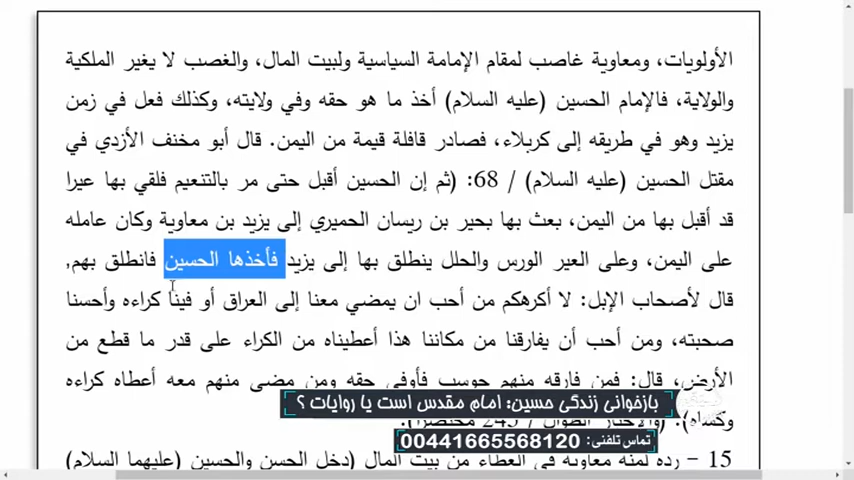 الأولويات، ومعاوية غاصب لمقام الإمامة السياسية ولبيت المال، والغصب لا يغير الملكية
والولاية، فالإمام الحسين (عليه السلام) أخذ ما هو حقه وفي ولايته، وكذلك فعل في زمن
يزيد وهو في طريقه إلى كربلاء، فصادر قافلة قيمة من اليمن. قال أبو مخنف الأزدي في
مقتل الحسين (عليه السلام) / 68: (ثم إن الحسين أقبل حتى مر بالتنعيم فلقي بها عيرا
قد أقبل بها من اليمن، بعث بها بحير بن ريسان الحميري إلى يزيد بن معاوية وكان عامله
على اليمن، وعلى العير الورس والحلل ينطلق بها إلى يزيد فأخذها الحسين فانطلق بهم,
قال لأصحاب الإبل: لا أكرهكم من أحب ان يمضي معنا إلى العراق أو فينا كراءه وأحسنا
صحبته، ومن أحب أن يفارقنا من مكاننا هذا أعطيناه من الكراء على قدر ما قطع من
الأرض، قال: فمن فارقه منهم حوسب فأوفي حقه ومن مضى منهم معه أعطاه كراءه
بازخوانی زندگی حسین: امام مقدس است یا روایات ؟
وكساه). (والأخبار الطوال / 245 مختصرا).
تماس تلفنی: 00441665568120
15 - رده لمنه معاوية في العطاء من بيت المال (دخل الحسن والحسين (عليهما السلام)